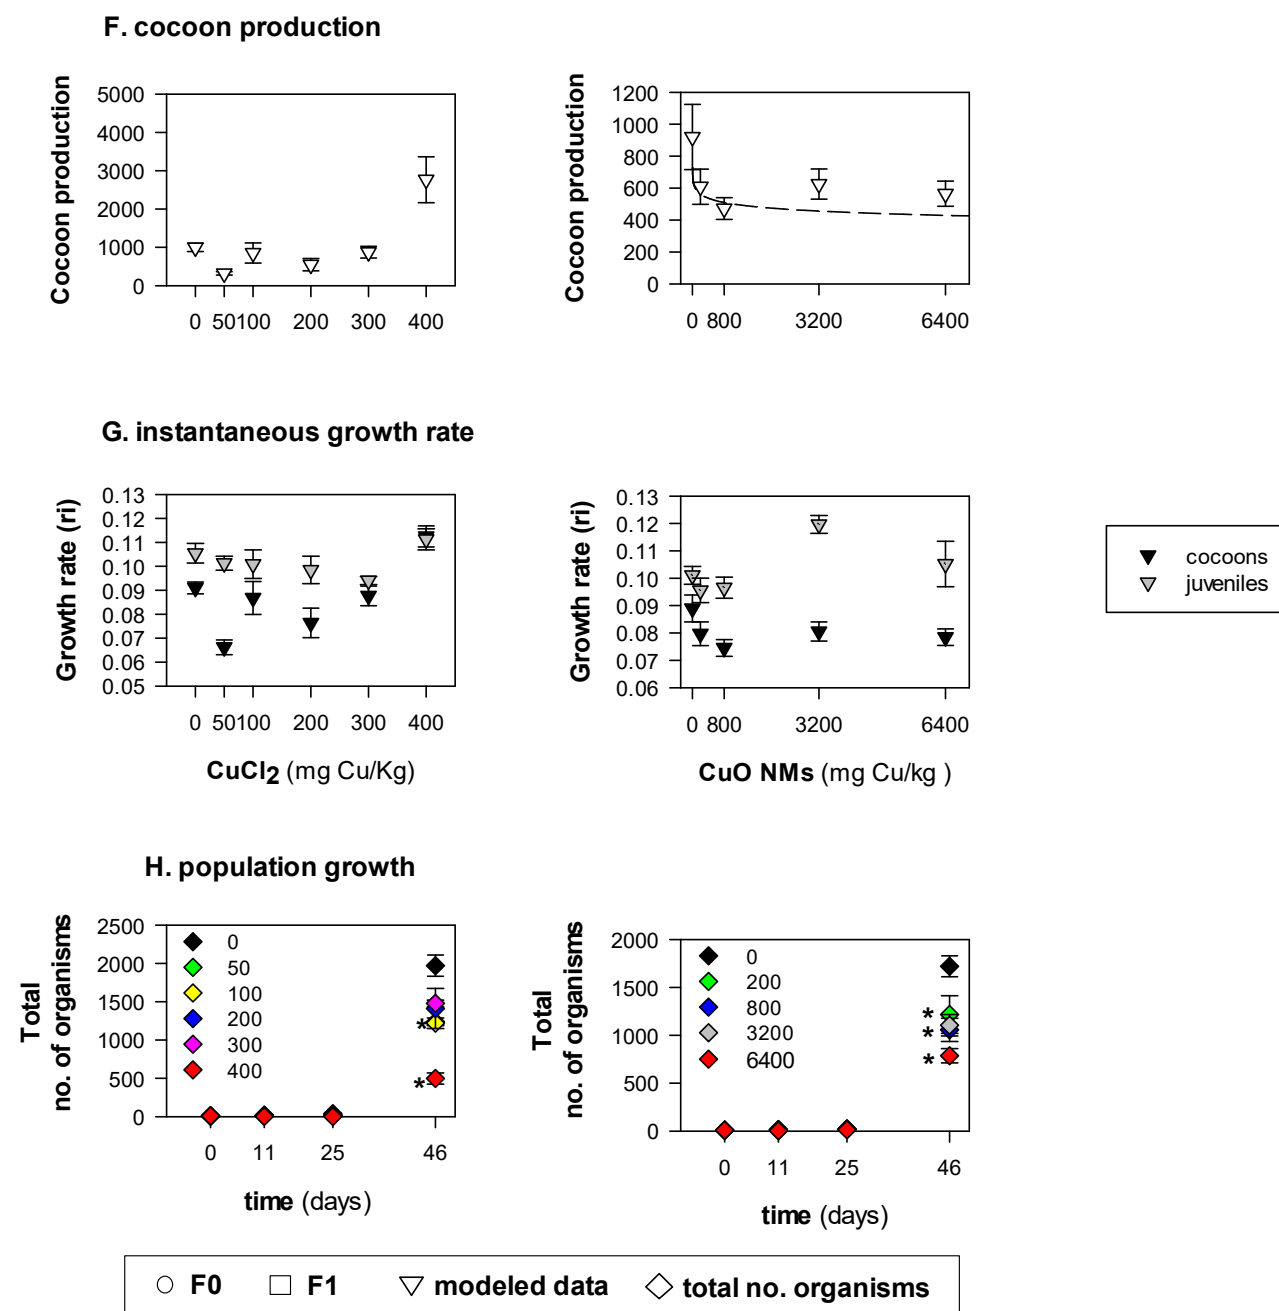 F. cocoon production
Cocoon production
5000
4000
3000
2000
1000
0
0 50 100 200 300 400
Cocoon production
1200
1000
800
600
400
200
0
0 800 3200 6400
G. instantaneous growth rate
Growth rate (ri)
0.13
0.12
0.11
0.10
0.09
0.08
0.07
0.06
0.05
0 50 100 200 300 400
CuCl2 (mg Cu/Kg)
Growth rate (ri)
0.13
0.12
0.11
0.10
0.09
0.08
0.07
0.06
0 800 3200 6400
CuO NMs (mg Cu/kg )
cocoons
juveniles
H. population growth
Total
no. of organisms
2500
2000
1500
1000
500
0
0
50
100
200
300
400
*
*
0 11 25 46
time (days)
Total
no. of organisms
2000
1500
1000
500
0
0
200
800
3200
6400
*
*
*
0 11 25 46
time (days)
F0 F1 modeled data total no. organisms